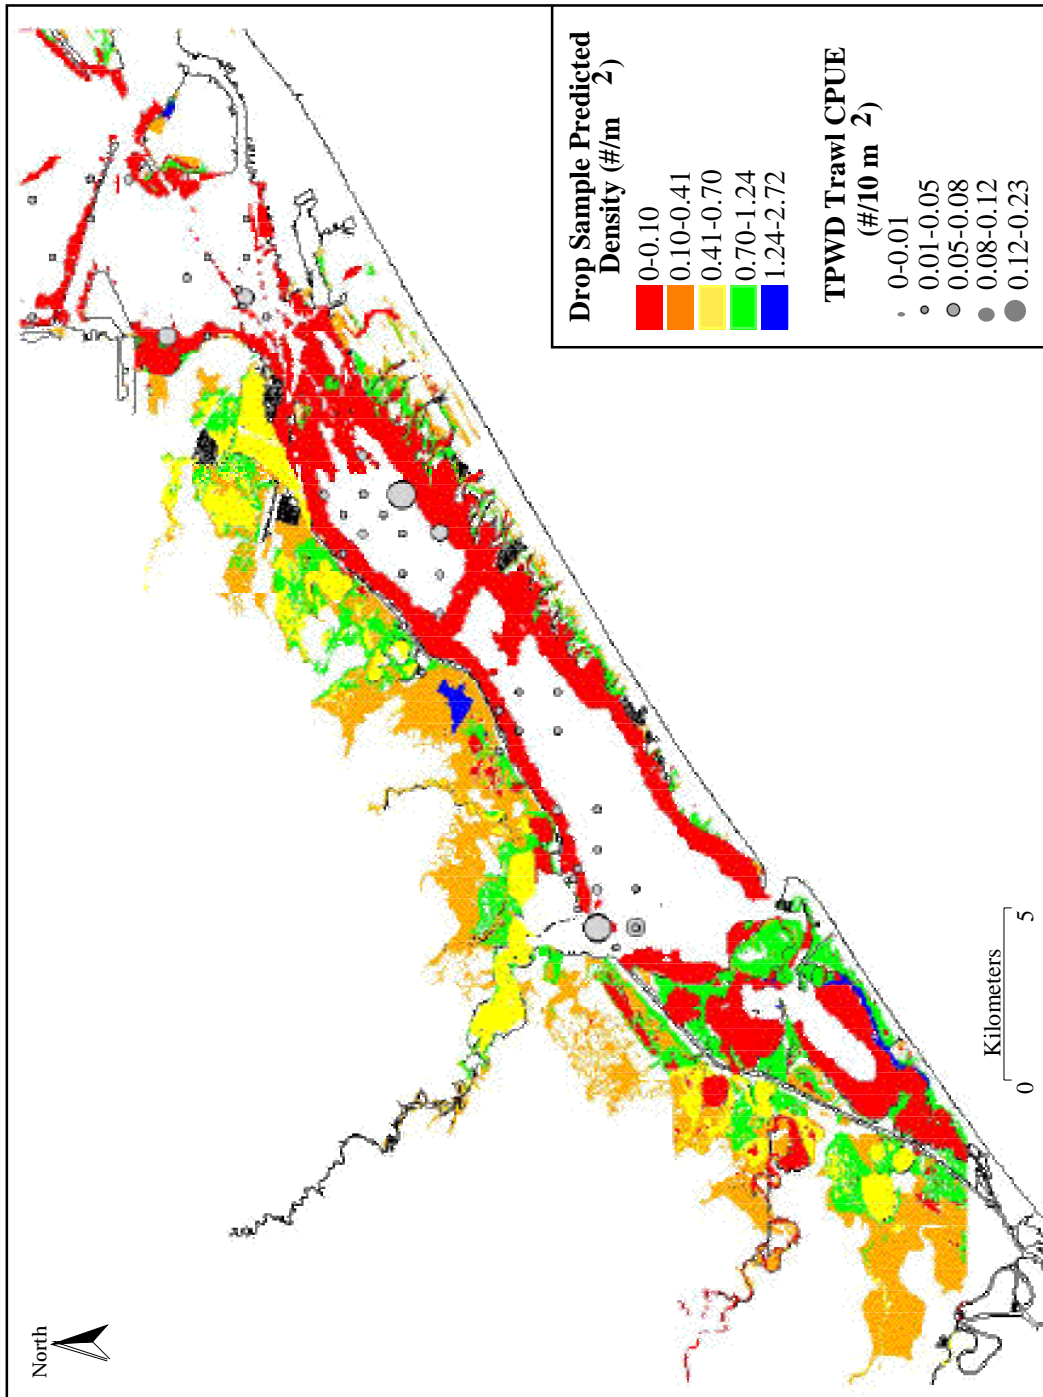 North
Drop Sample Predicted
Density (#/m 2)
0-0.10
0.10-0.41
0.41-0.70
0.70-1.24
1.24-2.72
TPWD Trawl CPUE
(#/10 m 2)
0-0.01
0.01-0.05
0.05-0.08
0.08-0.12
0.12-0.23
Kilometers
0 5